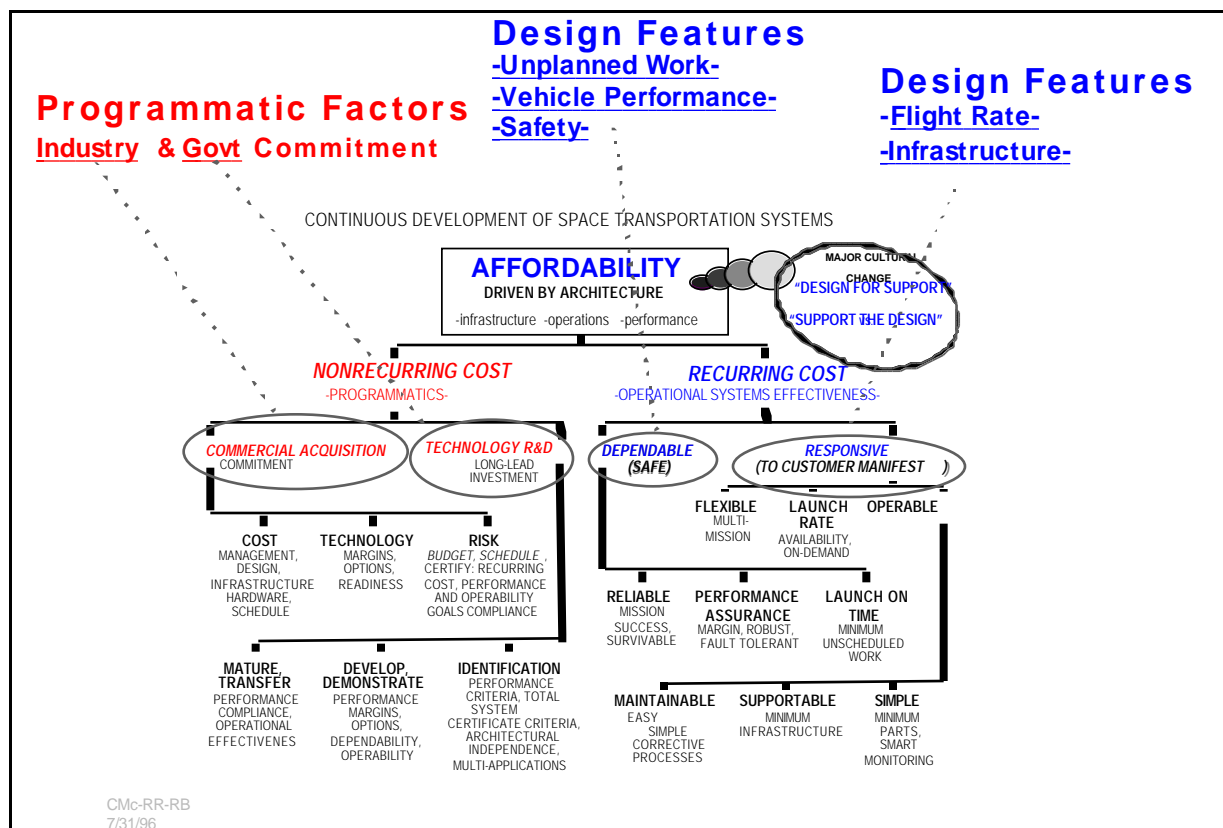 Design Features
-Unplanned Work-
-Vehicle Performance-
-Safety-
Design Features
-Flight Rate-
-Infrastructure-
Programmatic Factors
Industry & Govt Commitment
CONTINUOUS DEVELOPMENT OF SPACE TRANSPORTATION SYSTEMS
AFFORDABILITY
DRIVEN BY ARCHITECTURE
-infrastructure -operations -performance
MAJOR CULTURAL
CHANGE
"DESIGN FOR SUPPORT"
VS
"SUPPORT THE DESIGN"
NONRECURRING COST
-PROGRAMMATICS-
RECURRING COST
-OPERATIONAL SYSTEMS EFFECTIVENESS-
COMMERCIAL ACQUISITION
COMMITMENT
TECHNOLOGY R&D
LONG-LEAD
INVESTMENT
DEPENDABLE
(SAFE)
RESPONSIVE
(TO CUSTOMER MANIFEST )
FLEXIBLE
MULTI-
MISSION
LAUNCH
RATE
AVAILABILITY,
ON-DEMAND
OPERABLE
COST
MANAGEMENT,
DESIGN,
INFRASTRUCTURE
HARDWARE,
SCHEDULE
TECHNOLOGY
MARGINS,
OPTIONS,
READINESS
RISK
BUDGET, SCHEDULE ,
CERTIFY: RECURRING
COST, PERFORMANCE
AND OPERABILITY
GOALS COMPLIANCE
RELIABLE
MISSION
SUCCESS,
SURVIVABLE
PERFORMANCE
ASSURANCE
MARGIN, ROBUST,
FAULT TOLERANT
LAUNCH ON
TIME
MINIMUM
UNSCHEDULED
WORK
MATURE,
TRANSFER
PERFORMANCE
COMPLIANCE,
OPERATIONAL
EFFECTIVENES
DEVELOP,
DEMONSTRATE
PERFORMANCE
MARGINS,
OPTIONS,
DEPENDABILITY,
OPERABILITY
IDENTIFICATION
PERFORMANCE
CRITERIA, TOTAL
SYSTEM
CERTIFICATE CRITERIA,
ARCHITECTURAL
INDEPENDENCE,
MULTI-APPLICATIONS
MAINTAINABLE
EASY
SIMPLE
CORRECTIVE
PROCESSES
SUPPORTABLE
MINIMUM
INFRASTRUCTURE
SIMPLE
MINIMUM
PARTS,
SMART
MONITORING
CMc-RR-RB
7/31/96